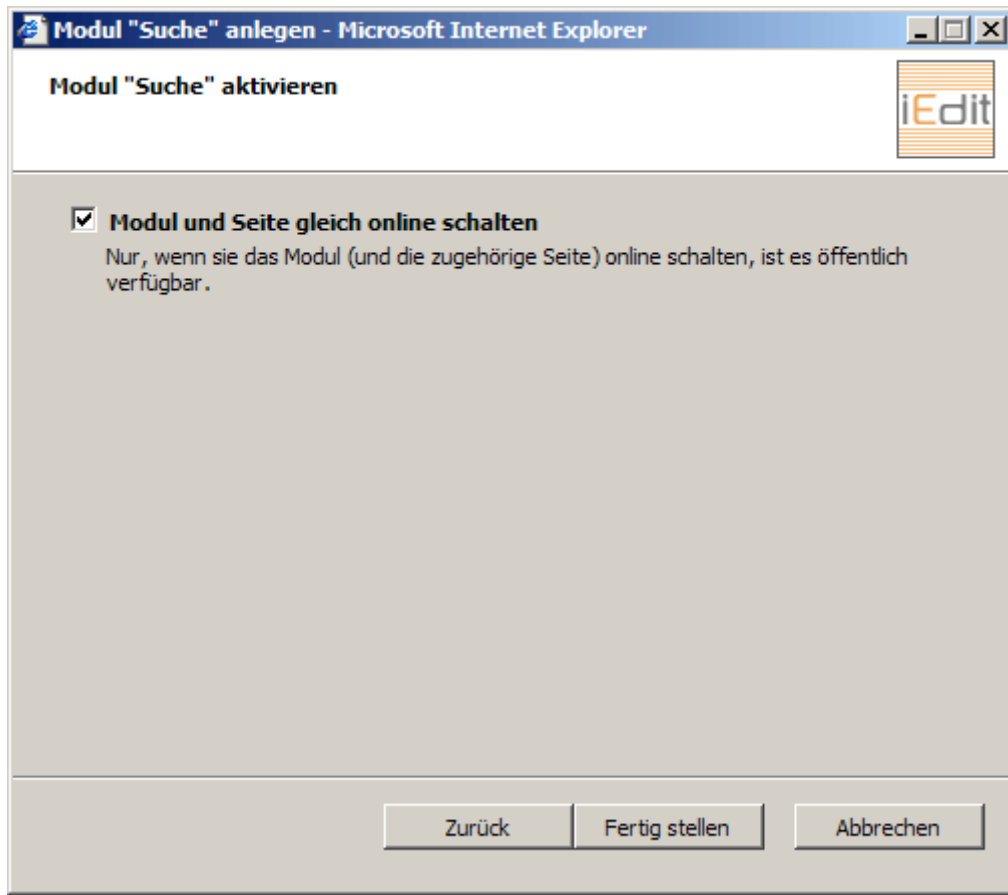 Modul "Suche" anlegen - Microsoft Internet Explorer
Modul "Suche" aktivieren
iEdit
Modul und Seite gleich online schalten
Nur, wenn sie das Modul (und die zugehörige Seite) online schalten, ist es öffentlich
verfügbar.
Zurück
Fertig stellen
Abbrechen